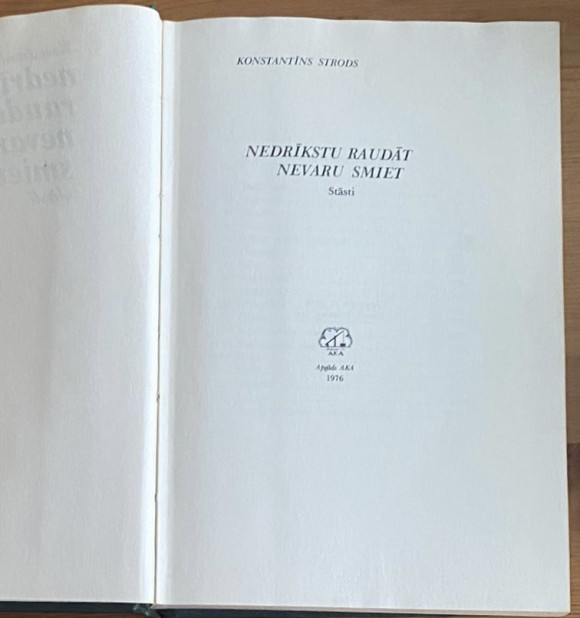 KONSTANTĪNS STRODS
NEDRĪKSTU RAUDĀT
NEVARU SMIET
Stāsti
AKA
Apgāds AKA
1976